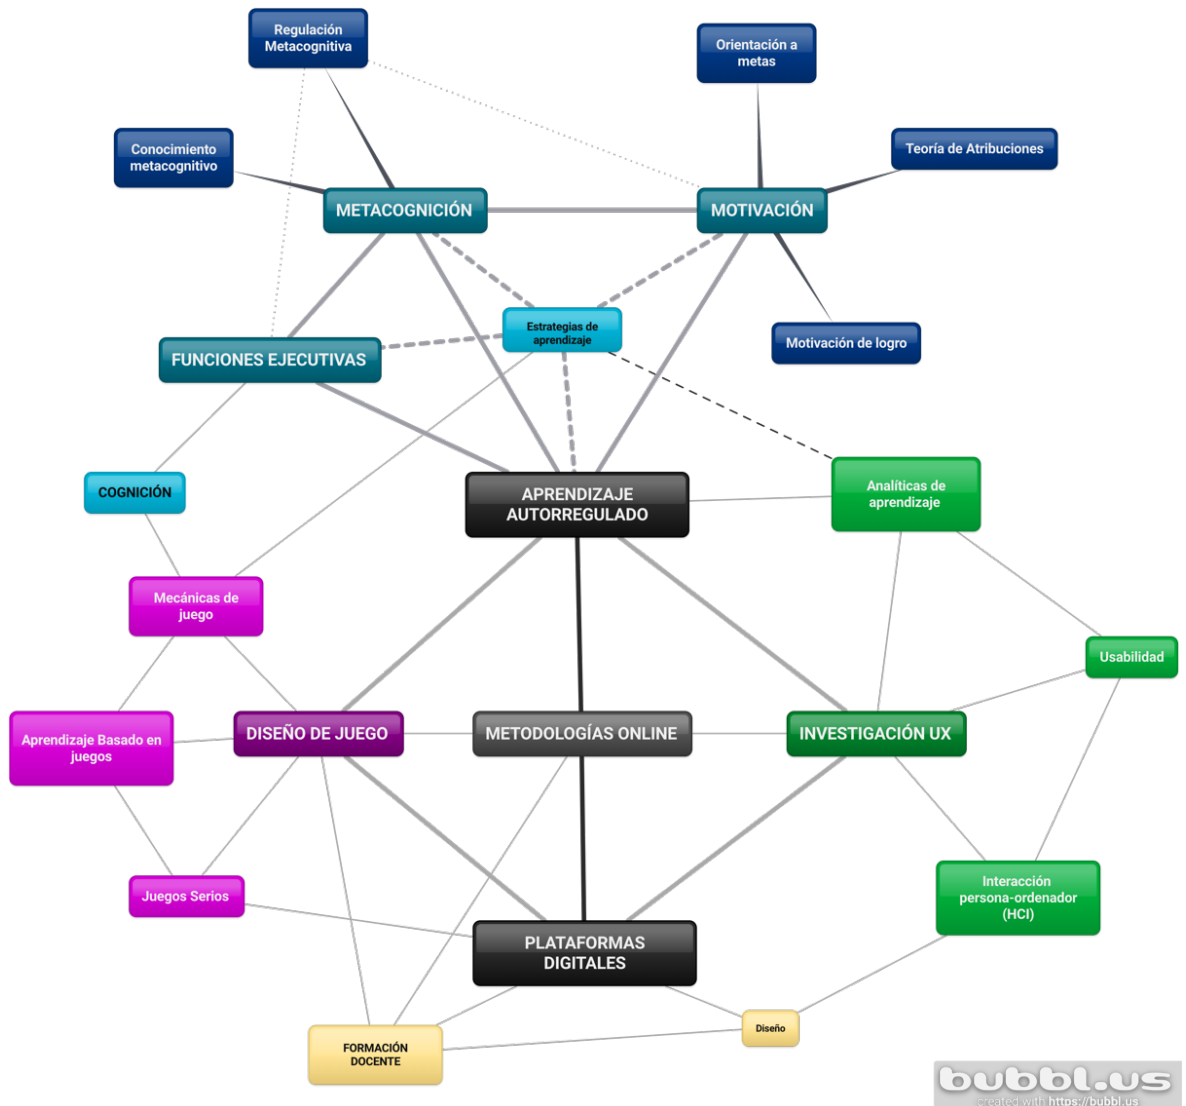 Regulación
Metacognitiva
Orientación a
metas
Conocimiento
metacognitivo
Teoría de Atribuciones
METACOGNICIÓN
MOTIVACIÓN
Estrategias de
aprendizaje
Motivación de logro
FUNCIONES EJECUTIVAS
COGNICIÓN
APRENDIZAJE
AUTORREGULADO
Analíticas de
aprendizaje
Mecánicas de
juego
Usabilidad
Aprendizaje Basado en
juegos
DISEÑO DE JUEGO
METODOLOGÍAS ONLINE
INVESTIGACIÓN UX
Juegos Serios
Interacción
persona-ordenador
(HCI)
PLATAFORMAS
DIGITALES
Diseño
FORMACIÓN
DOCENTE
bubbl.us
created with https://bubbl.us